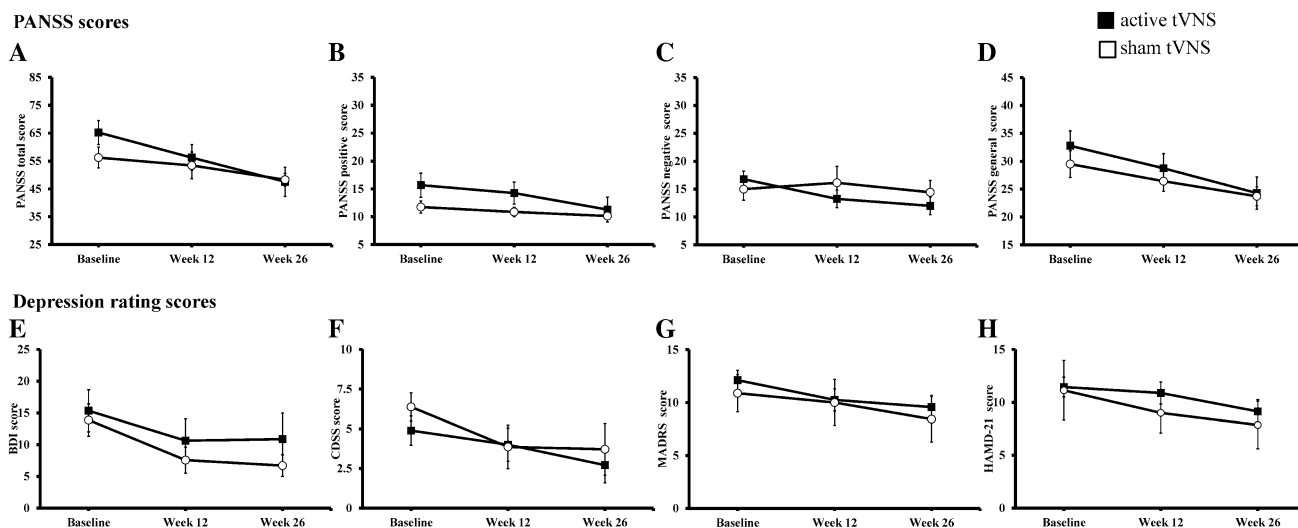 PANSS scores
active tVNS
sham tVNS
A
PANSS total score
85
75
65
55
45
35
25
Baseline
Week 12
Week 26
B
PANSS positive score
35
30
25
20
15
10
5
Baseline
Week 12
Week 26
C
PANSS negative score
35
30
25
20
15
10
5
Baseline
Week 12
Week 26
D
PANSS general score
45
40
35
30
25
20
15
Baseline
Week 12
Week 26
Depression rating scores
E
BDI score
25
20
15
10
5
0
Baseline
Week 12
Week 26
F
CDSS score
10
7.5
5
2.5
0
Baseline
Week 12
Week 26
G
MADRS score
15
10
5
0
Baseline
Week 12
Week 26
H
HAMD-21 score
15
10
5
0
Baseline
Week 12
Week 26